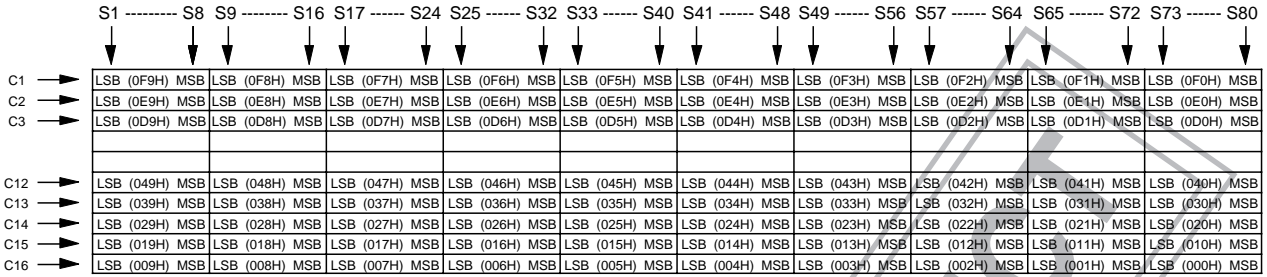 S1 --------- S8 S9 -------- S16 S17 ------ S24 S25 ------ S32 S33 ------ S40 S41 ------ S48 S49 ------ S56 S57 ------ S64 S65 ------ S72 S73 ------ S80
C1 LSB (0F9H) MSB LSB (0F8H) MSB LSB (0F7H) MSB LSB (0F6H) MSB LSB (0F5H) MSB LSB (0F4H) MSB LSB (0F3H) MSB LSB (0F2H) MSB LSB (0F1H) MSB LSB (0F0H) MSB
C2 LSB (0E9H) MSB LSB (0E8H) MSB LSB (0E7H) MSB LSB (0E6H) MSB LSB (0E5H) MSB LSB (0E4H) MSB LSB (0E3H) MSB LSB (0E2H) MSB LSB (0E1H) MSB LSB (0E0H) MSB
C3 LSB (0D9H) MSB LSB (0D8H) MSB LSB (0D7H) MSB LSB (0D6H) MSB LSB (0D5H) MSB LSB (0D4H) MSB LSB (0D3H) MSB LSB (0D2H) MSB LSB (0D1H) MSB LSB (0D0H) MSB
C12 LSB (049H) MSB LSB (048H) MSB LSB (047H) MSB LSB (046H) MSB LSB (045H) MSB LSB (044H) MSB LSB (043H) MSB LSB (042H) MSB LSB (041H) MSB LSB (040H) MSB
C13 LSB (039H) MSB LSB (038H) MSB LSB (037H) MSB LSB (036H) MSB LSB (035H) MSB LSB (034H) MSB LSB (033H) MSB LSB (032H) MSB LSB (031H) MSB LSB (030H) MSB
C14 LSB (029H) MSB LSB (028H) MSB LSB (027H) MSB LSB (026H) MSB LSB (025H) MSB LSB (024H) MSB LSB (023H) MSB LSB (022H) MSB LSB (021H) MSB LSB (020H) MSB
C15 LSB (019H) MSB LSB (018H) MSB LSB (017H) MSB LSB (016H) MSB LSB (015H) MSB LSB (014H) MSB LSB (013H) MSB LSB (012H) MSB LSB (011H) MSB LSB (010H) MSB
C16 LSB (009H) MSB LSB (008H) MSB LSB (007H) MSB LSB (006H) MSB LSB (005H) MSB LSB (004H) MSB LSB (003H) MSB LSB (002H) MSB LSB (001H) MSB LSB (000H) MSB